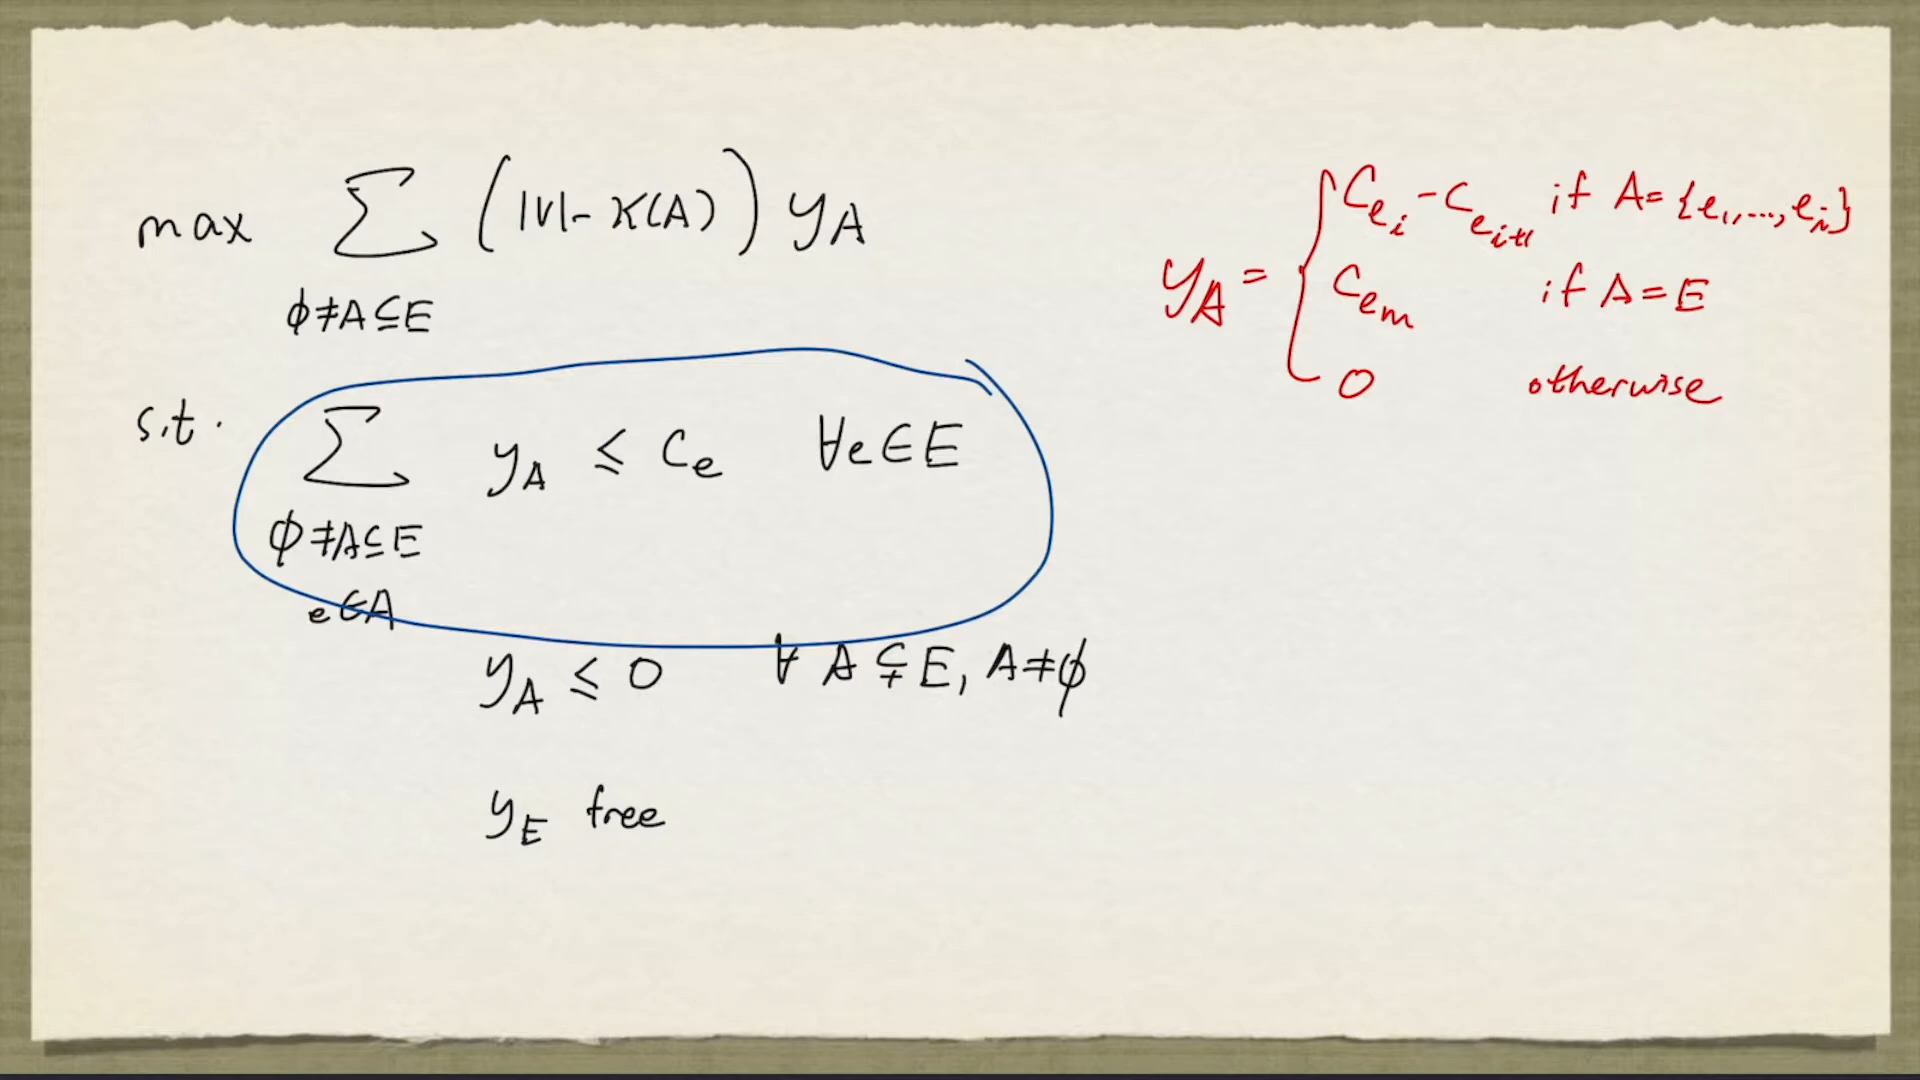 max ∑ (|V| - κ(A)) y_A
∅≠A⊆E
s.t. ∑ y_A ≤ c_e ∀e∈E
∅≠A⊆E
e∈A
y_A ≤ 0 ∀ A⊊E, A≠∅
y_E free
y_A = { c_{e_i} - c_{e_{i+1}} if A={e_1,...,e_i}
c_{e_m} if A=E
0 otherwise